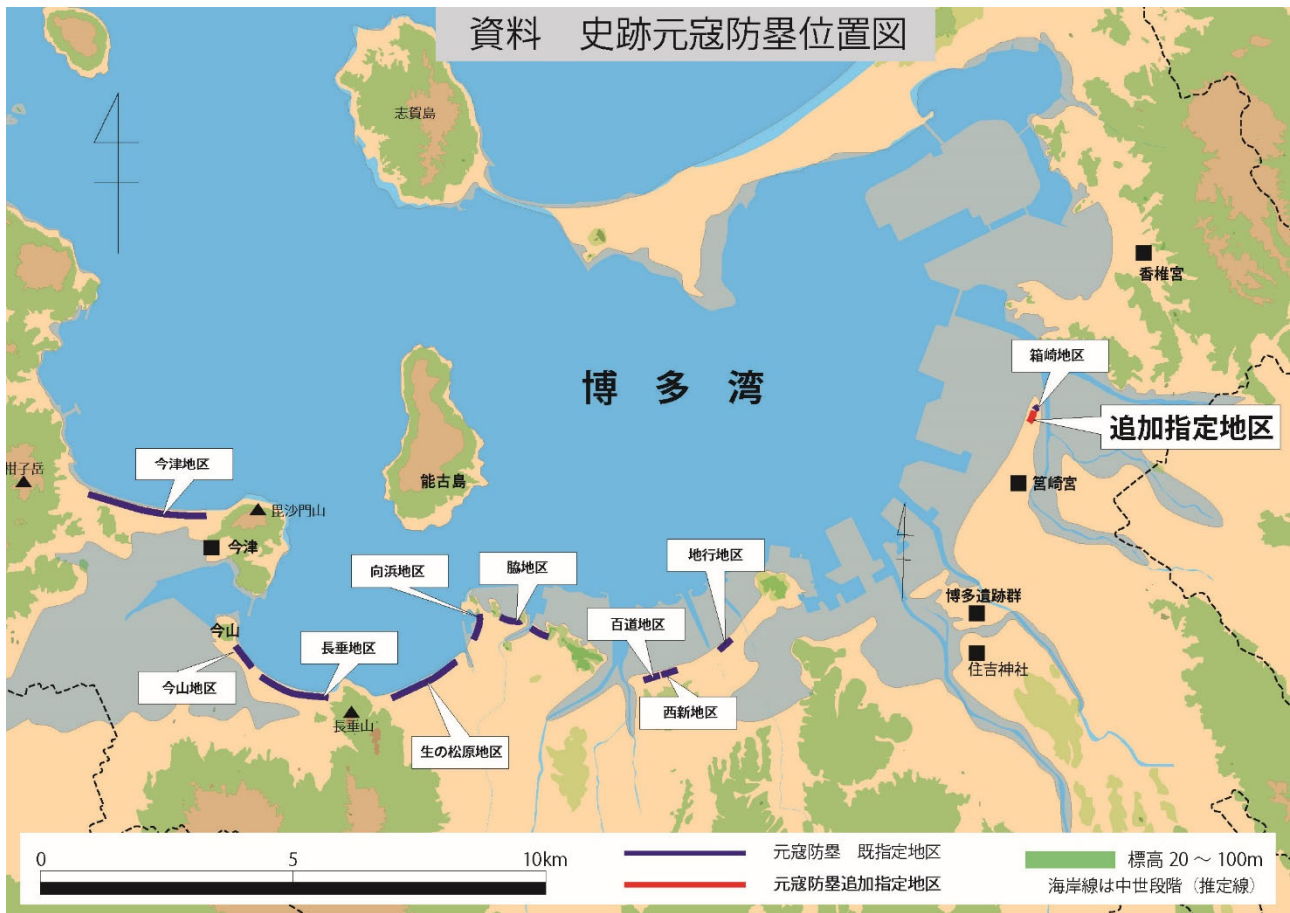 資料　史跡元寇防塁位置図
志賀島
香椎宮
箱崎地区
博　多　湾
追加指定地区
今津地区
能古島
筥崎宮
毘沙門山
今津
向浜地区
脇地区
地行地区
博多遺跡群
今山
長垂地区
百道地区
住吉神社
今山地区
西新地区
長垂山
生の松原地区
0
5
10km
元寇防塁　既指定地区
標高 20 ～ 100m
元寇防塁追加指定地区
海岸線は中世段階（推定線）